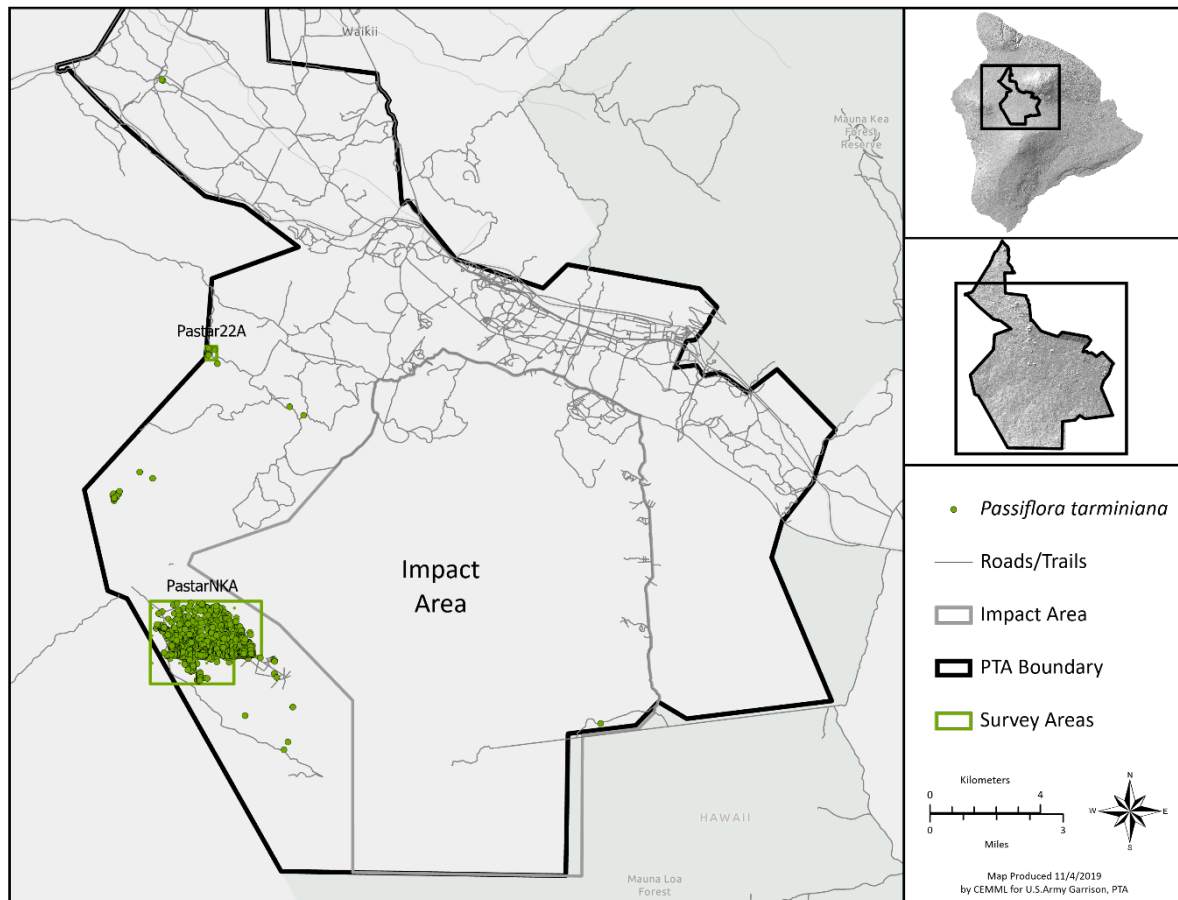 Waikii
Mauna Kea
Forest
Reserve
Pastar22A
PastarNKA
Impact
Area
HAWAII
Mauna Loa
Forest
Passiflora tarminiana
Roads/Trails
Impact Area
PTA Boundary
Survey Areas
Kilometers
0 4
0 3
Miles
N
W E
S
Map Produced 11/4/2019
by CEMML for U.S.Army Garrison, PTA